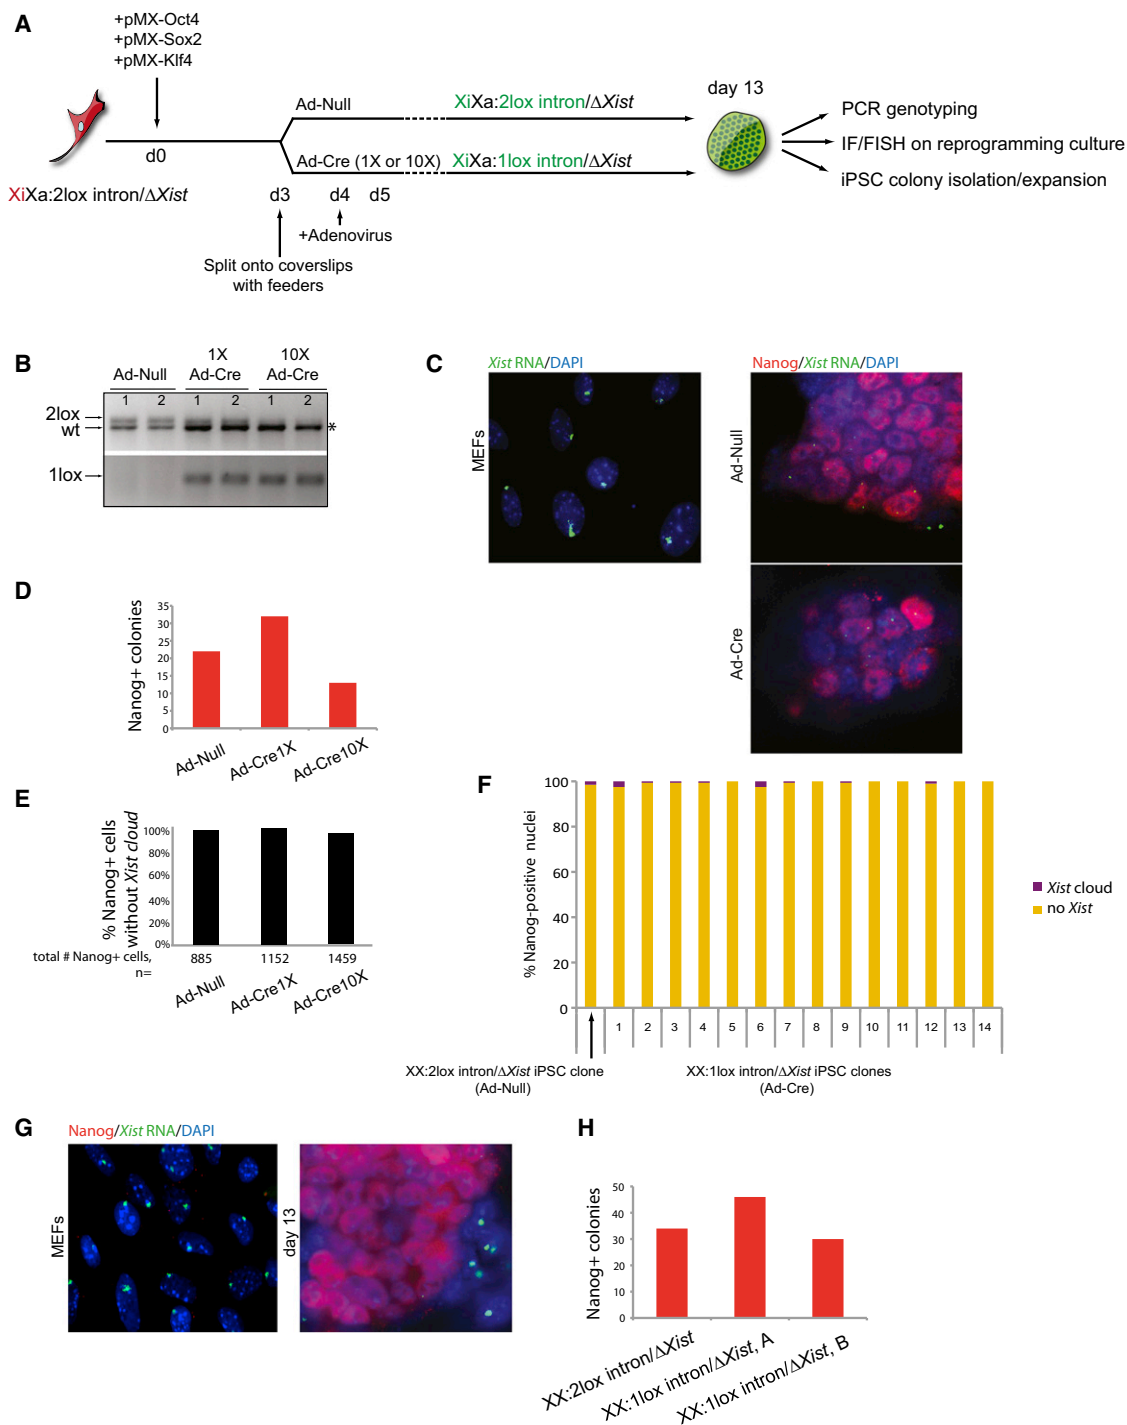 A
+pMX-Oct4
+pMX-Sox2
+pMX-Klf4
d0
XiXa:2lox intron/ΔXist
Ad-Null
XiXa:2lox intron/ΔXist
Ad-Cre (1X or 10X)
XiXa:1lox intron/ΔXist
d3
d4
d5
+Adenovirus
Split onto coverslips
with feeders
day 13
PCR genotyping
IF/FISH on reprogramming culture
iPSC colony isolation/expansion
B
Ad-Null
1X
Ad-Cre
10X
Ad-Cre
1 2 1 2 1 2
2lox
wt
*
1lox
C
Xist RNA/DAPI
MEFs
Nanog/Xist RNA/DAPI
Ad-Null
Ad-Cre
D
Nanog+ colonies
35
30
25
20
15
10
5
0
Ad-Null
Ad-Cre1X
Ad-Cre10X
E
% Nanog+ cells
without Xist cloud
100%
80%
60%
40%
20%
0%
total # Nanog+ cells,
n=
885 1152 1459
Ad-Null
Ad-Cre1X
Ad-Cre10X
F
% Nanog-positive nuclei
100
80
60
40
20
0
1 2 3 4 5 6 7 8 9 10 11 12 13 14
Xist cloud
no Xist
XX:2lox intron/ΔXist iPSC clone
(Ad-Null)
XX:1lox intron/ΔXist iPSC clones
(Ad-Cre)
G
Nanog/Xist RNA/DAPI
MEFs
day 13
H
Nanog+ colonies
50
40
30
20
10
0
XX:2lox intron/ΔXist
XX:1lox intron/ΔXist, A
XX:1lox intron/ΔXist, B